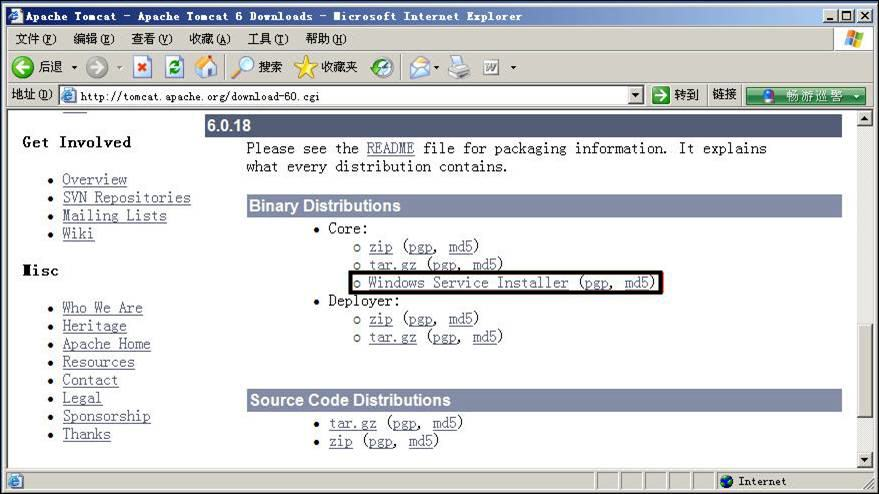 Apache Tomcat - Apache Tomcat 6 Downloads - Microsoft Internet Explorer
文件(F) 编辑(E) 查看(V) 收藏(A) 工具(T) 帮助(H)
后退 搜索 收藏夹
地址(D) http://tomcat.apache.org/download-60.cgi 转到 链接 畅游巡警
Get Involved
Overview
SVN Repositories
Mailing Lists
Wiki
Misc
Who We Are
Heritage
Apache Home
Resources
Contact
Legal
Sponsorship
Thanks
6.0.18
Please see the README file for packaging information. It explains
what every distribution contains.
Binary Distributions
Core:
zip (pgp, md5)
tar.gz (pgp, md5)
Windows Service Installer (pgp, md5)
Deployer:
zip (pgp, md5)
tar.gz (pgp, md5)
Source Code Distributions
tar.gz (pgp, md5)
zip (pgp, md5)
Internet